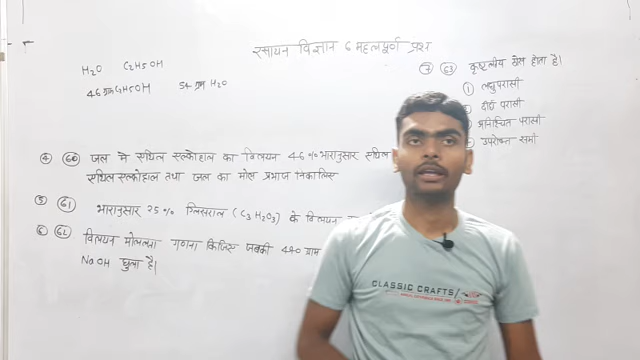 रसायन विज्ञान 6 महत्वपूर्ण प्रश्न
H₂O C₂H₅OH
46 ग्राम C₂H₅OH 54 ग्राम H₂O
④ 60 जल में एथिल एल्कोहाल का विलयन 46% भारानुसार एथिल
एथिल एल्कोहाल तथा जल का मोल प्रभाज निकालिए
⑤ 61 भारानुसार 25% ग्लिसराल (C₃H₂O₃) के विलयन
⑥ 62 विलयन मोललता गणना किजिए जबकी 440 ग्राम
NaOH घुला है।
⑦ 63 कृष्टलीय ठोस होता है।
① लघु परासी
दीर्घ परासी
अनिश्चित परासी
उपरोक्त सभी
CLASSIC CRAFTS